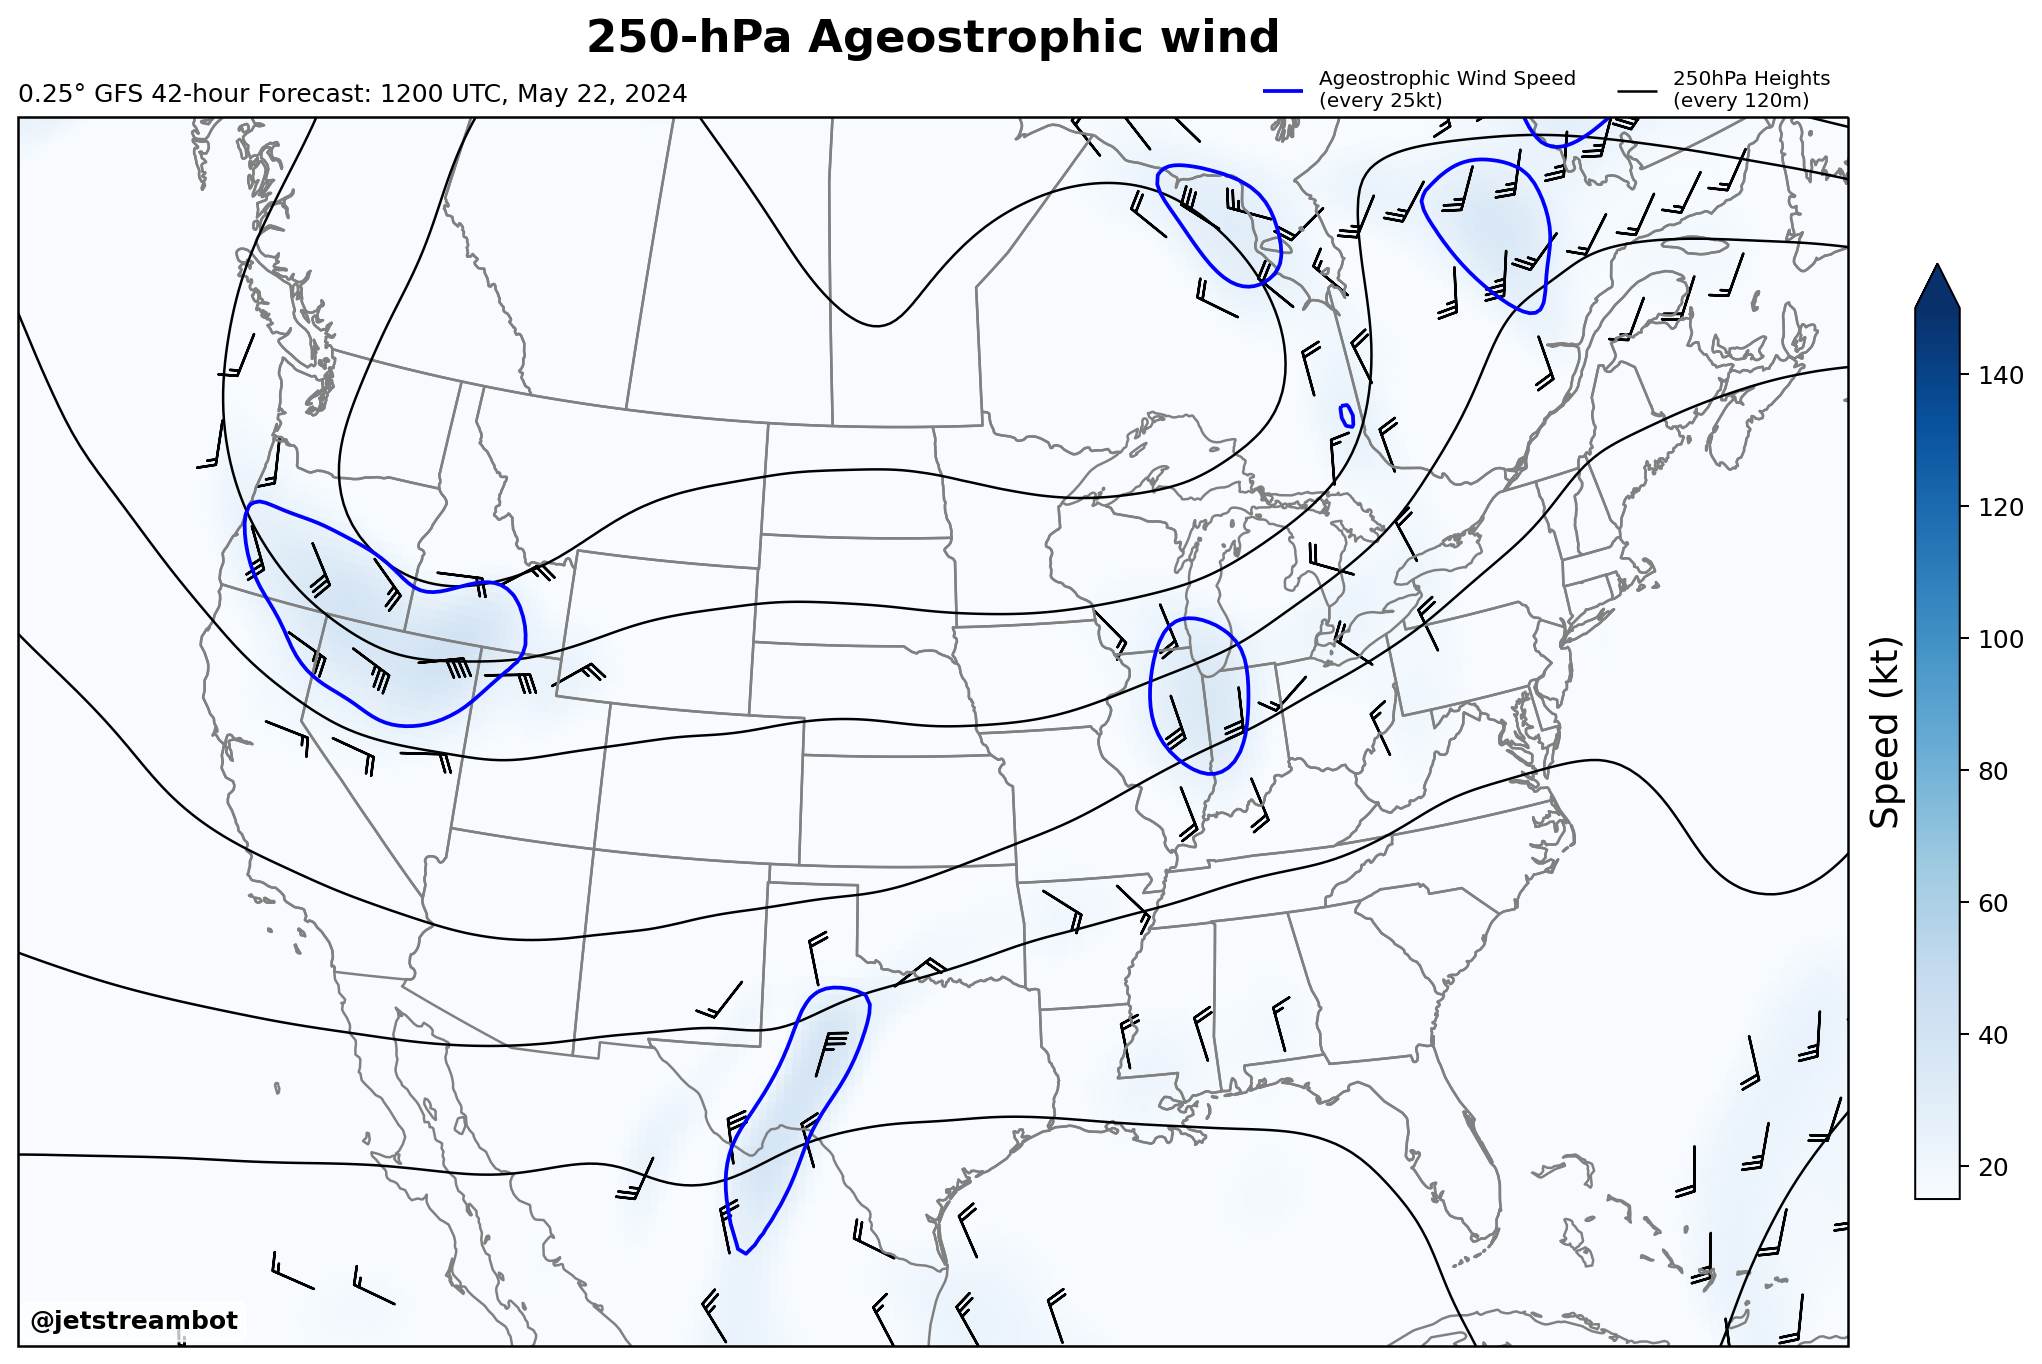 250-hPa Ageostrophic wind
0.25° GFS 42-hour Forecast: 1200 UTC, May 22, 2024
Ageostrophic Wind Speed
(every 25kt)
250hPa Heights
(every 120m)
140
120
100
80
60
40
20
Speed (kt)
@jetstreambot